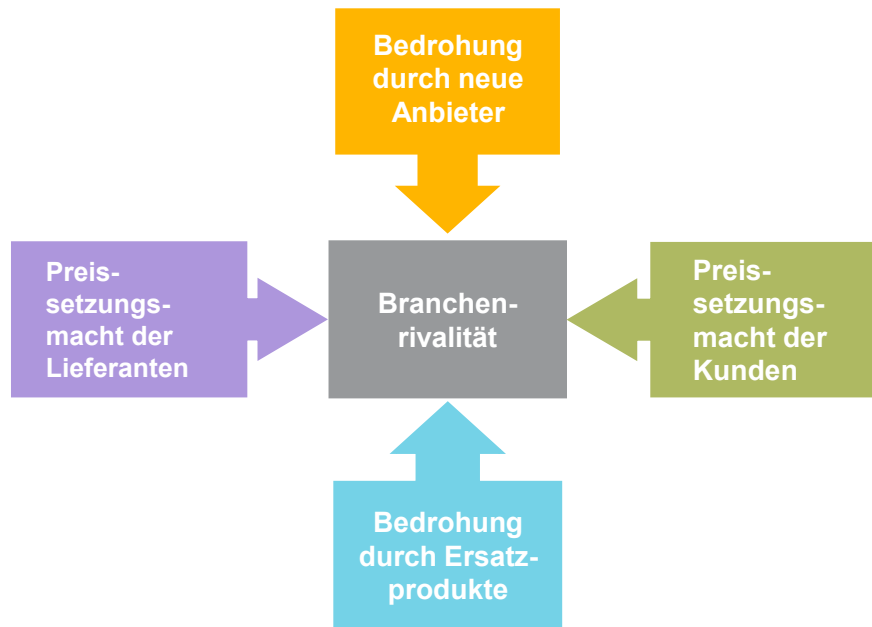 Bedrohung
durch neue
Anbieter
Preis-
setzungs-
macht der
Lieferanten
Branchen-
rivalität
Preis-
setzungs-
macht der
Kunden
Bedrohung
durch Ersatz-
produkte